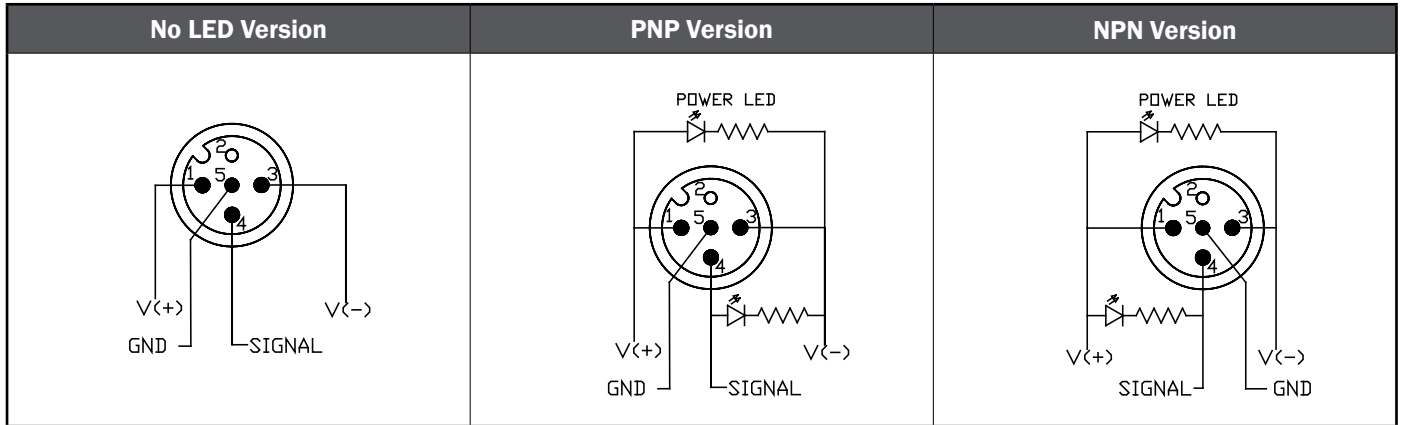 No LED Version
PNP Version
NPN Version
2
1 5 3
4
V(+)
V(-)
GND
SIGNAL
POWER LED
2
1 5 3
4
V(+)
V(-)
GND
SIGNAL
POWER LED
2
1 5 3
4
V(+)
V(-)
SIGNAL
GND